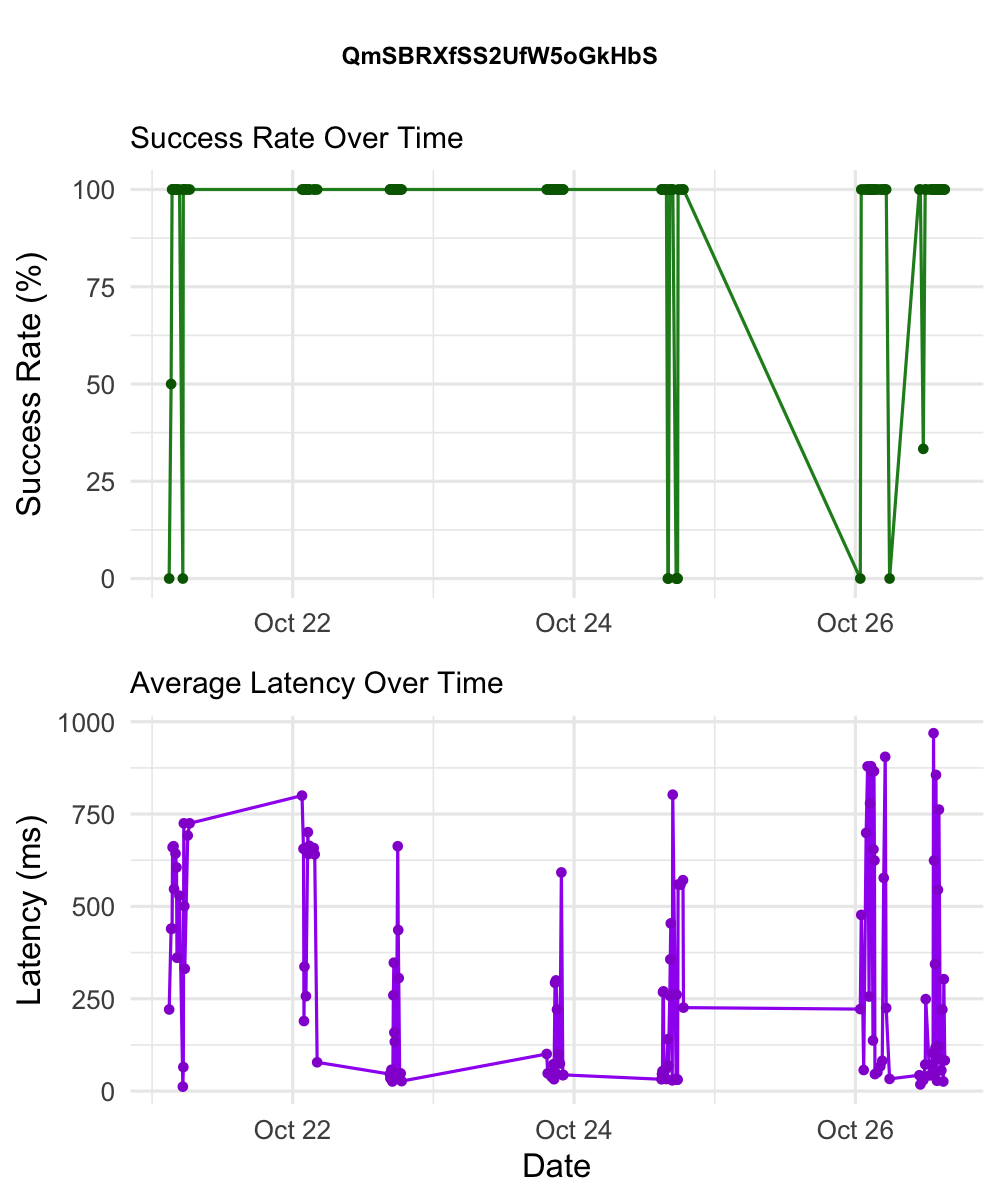 QmSBRXfSS2UfW5oGkHbS
Success Rate Over Time
Success Rate (%)
100
75
50
25
0
Oct 22
Oct 24
Oct 26
Average Latency Over Time
Latency (ms)
1000
750
500
250
0
Oct 22
Oct 24
Oct 26
Date